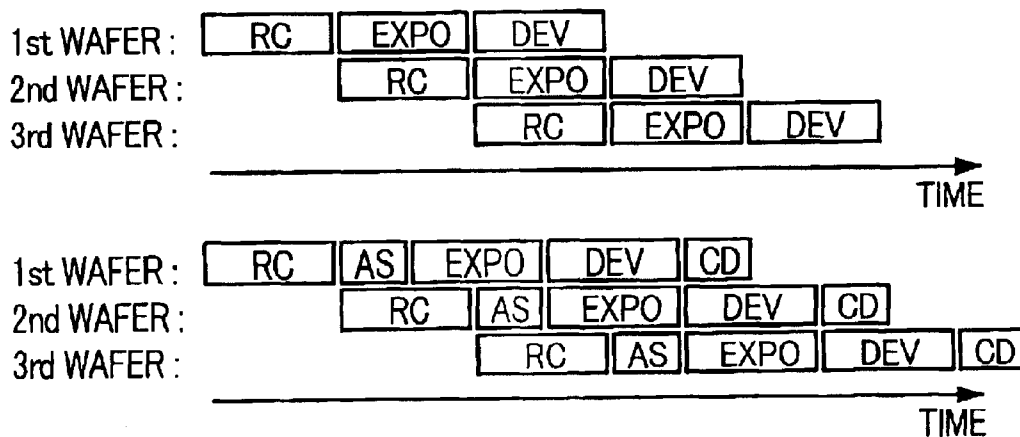 1st WAFER : RC EXPO DEV
2nd WAFER : RC EXPO DEV
3rd WAFER : RC EXPO DEV
TIME
1st WAFER : RC AS EXPO DEV CD
2nd WAFER : RC AS EXPO DEV CD
3rd WAFER : RC AS EXPO DEV CD
TIME